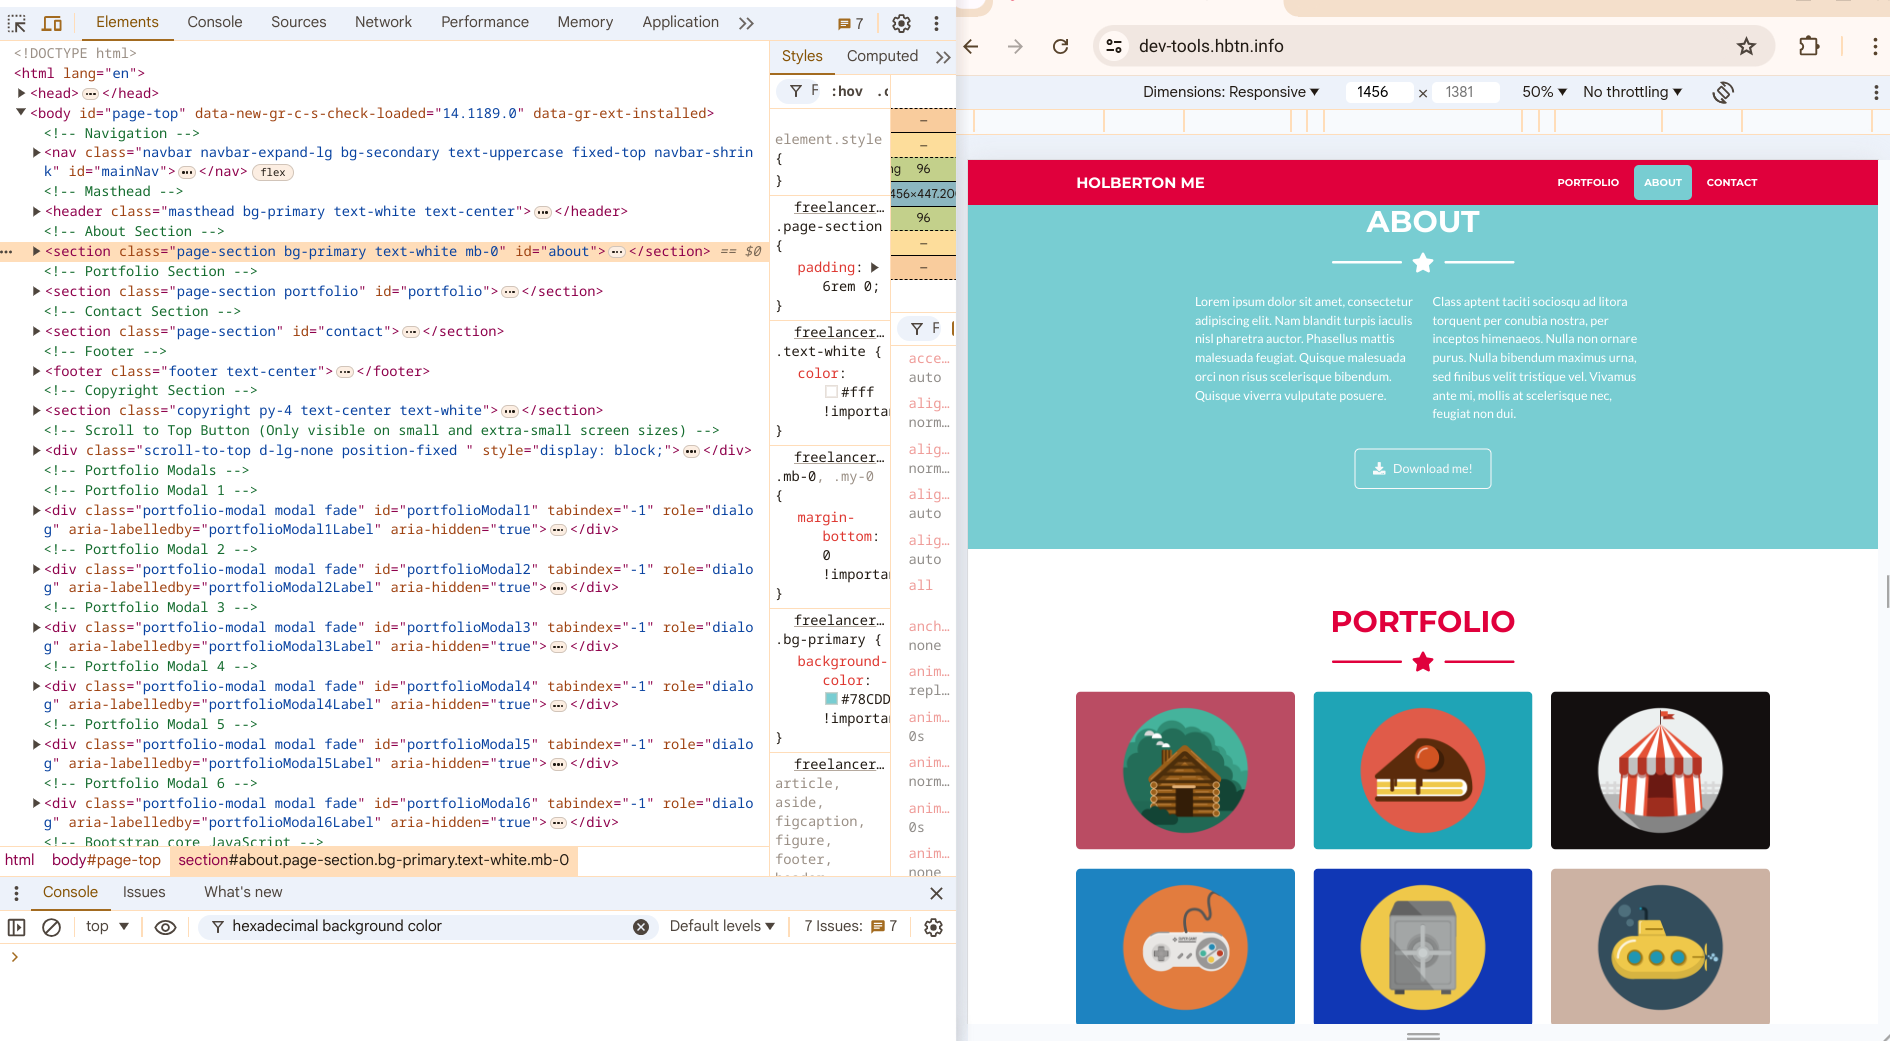 Elements Console Sources Network Performance Memory Application 7
<!DOCTYPE html>
<html lang="en">
<head> </head>
<body id="page-top" data-new-gr-c-s-check-loaded="14.1189.0" data-gr-ext-installed>
<!-- Navigation -->
<nav class="navbar navbar-expand-lg bg-secondary text-uppercase fixed-top navbar-shrin
k" id="mainNav"> </nav> flex
<!-- Masthead -->
<header class="masthead bg-primary text-white text-center"> </header>
<!-- About Section -->
<section class="page-section bg-primary text-white mb-0" id="about"> </section> == $0
<!-- Portfolio Section -->
<section class="page-section portfolio" id="portfolio"> </section>
<!-- Contact Section -->
<section class="page-section" id="contact"> </section>
<!-- Footer -->
<footer class="footer text-center"> </footer>
<!-- Copyright Section -->
<section class="copyright py-4 text-center text-white"> </section>
<!-- Scroll to Top Button (Only visible on small and extra-small screen sizes) -->
<div class="scroll-to-top d-lg-none position-fixed " style="display: block;"> </div>
<!-- Portfolio Modals -->
<!-- Portfolio Modal 1 -->
<div class="portfolio-modal modal fade" id="portfolioModal1" tabindex="-1" role="dialo
g" aria-labelledby="portfolioModal1Label" aria-hidden="true"> </div>
<!-- Portfolio Modal 2 -->
<div class="portfolio-modal modal fade" id="portfolioModal2" tabindex="-1" role="dialo
g" aria-labelledby="portfolioModal2Label" aria-hidden="true"> </div>
<!-- Portfolio Modal 3 -->
<div class="portfolio-modal modal fade" id="portfolioModal3" tabindex="-1" role="dialo
g" aria-labelledby="portfolioModal3Label" aria-hidden="true"> </div>
<!-- Portfolio Modal 4 -->
<div class="portfolio-modal modal fade" id="portfolioModal4" tabindex="-1" role="dialo
g" aria-labelledby="portfolioModal4Label" aria-hidden="true"> </div>
<!-- Portfolio Modal 5 -->
<div class="portfolio-modal modal fade" id="portfolioModal5" tabindex="-1" role="dialo
g" aria-labelledby="portfolioModal5Label" aria-hidden="true"> </div>
<!-- Portfolio Modal 6 -->
<div class="portfolio-modal modal fade" id="portfolioModal6" tabindex="-1" role="dialo
g" aria-labelledby="portfolioModal6Label" aria-hidden="true"> </div>
<!-- Bootstrap core JavaScript -->
html body#page-top section#about.page-section.bg-primary.text-white.mb-0
Styles Computed
F :hov .c
element.style
{
}
freelancer…
.page-section
{
padding:
6rem 0;
}
freelancer…
.text-white {
color:
#fff
!importa
}
freelancer…
.mb-0, .my-0
{
margin-
bottom:
0
!importa
}
freelancer…
.bg-primary {
background-
color:
#78CDD
!importa
}
freelancer…
article,
aside,
figcaption,
figure,
footer,
–
–
ng 96
456×447.20
96
–
–
F
acce…
auto
alig…
norm…
alig…
norm…
alig…
auto
alig…
auto
all
anch…
none
anim…
repl…
anim…
0s
anim…
norm…
anim…
0s
anim…
none
Console Issues What's new
top hexadecimal background color Default levels 7 Issues: 7
dev-tools.hbtn.info
Dimensions: Responsive 1456 × 1381 50% No throttling
HOLBERTON ME PORTFOLIO ABOUT CONTACT
ABOUT
Lorem ipsum dolor sit amet, consectetur
adipiscing elit. Nam blandit turpis iaculis
nisl pharetra auctor. Phasellus mattis
malesuada feugiat. Quisque malesuada
orci non risus scelerisque bibendum.
Quisque viverra vulputate posuere.
Class aptent taciti sociosqu ad litora
torquent per conubia nostra, per
inceptos himenaeos. Nulla non ornare
purus. Nulla bibendum maximus urna,
sed finibus velit tristique vel. Vivamus
ante mi, mollis at scelerisque nec,
feugiat non dui.
Download me!
PORTFOLIO